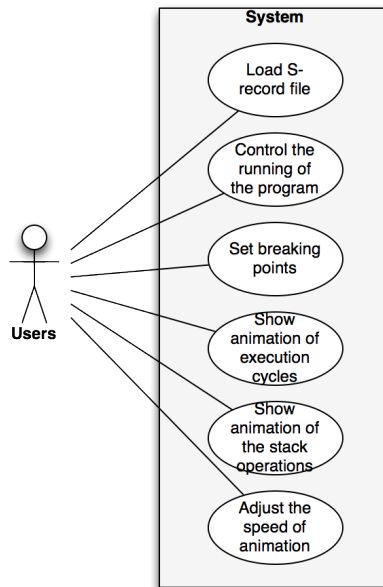 System
Load S-
record file
Control the
running of
the program
Set breaking
points
Users
Show
animation of
execution
cycles
Show
animation of
the stack
operations
Adjust the
speed of
animation